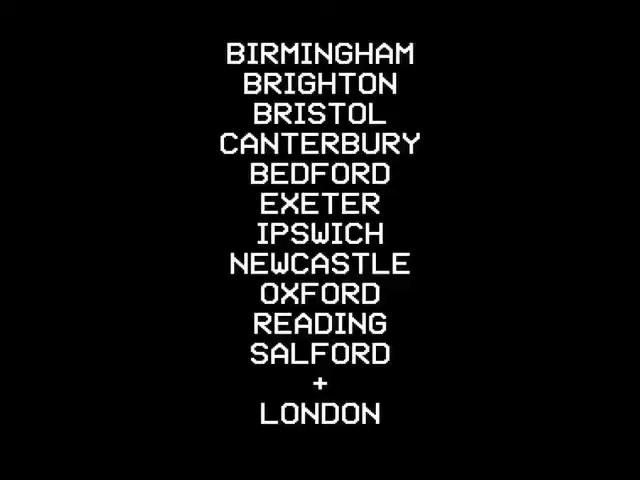 BIRMINGHAM
BRIGHTON
BRISTOL
CANTERBURY
BEDFORD
EXETER
IPSWICH
NEWCASTLE
OXFORD
READING
SALFORD
+
LONDON